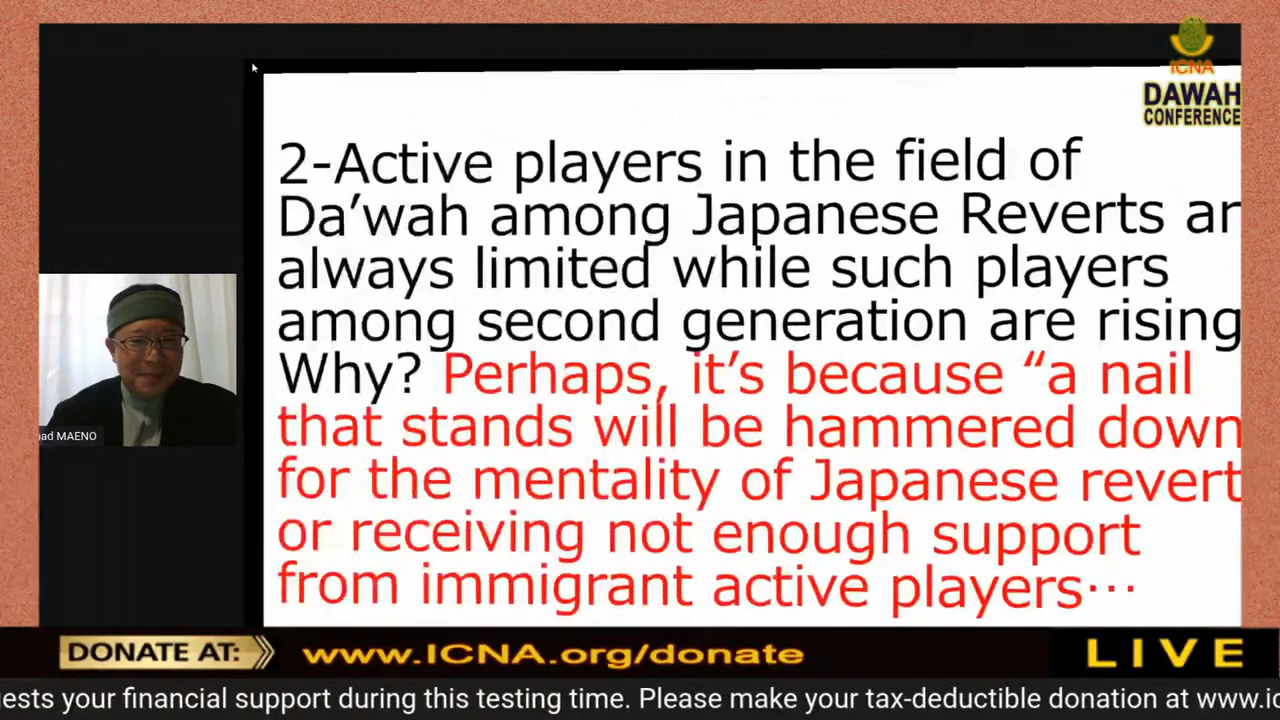 ICNA
DAWAH
CONFERENCE
2-Active players in the field of
Da’wah among Japanese Reverts ar
always limited while such players
among second generation are rising
Why? Perhaps, it’s because “a nail
that stands will be hammered down
for the mentality of Japanese revert
or receiving not enough support
from immigrant active players…
MAENO
DONATE AT: www.ICNA.org/donate
LIVE
your financial support during this testing time. Please make your tax-deductible donation at